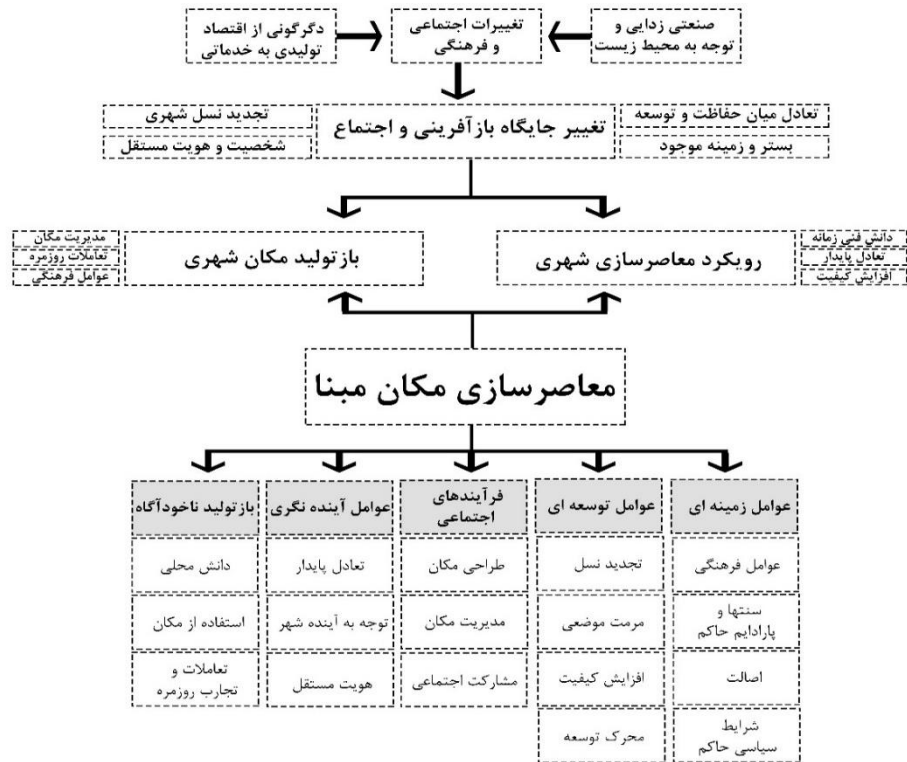 صنعتی زدایی و
توجه به محیط زیست
تغییرات اجتماعی
و فرهنگی
دگرگونی از اقتصاد
تولیدی به خدماتی
تعادل میان حفاظت و توسعه
بستر و زمینه موجود
تغییر جایگاه بازآفرینی و اجتماع
تجدید نسل شهری
شخصیت و هویت مستقل
دانش فنی زمانه
تعادل پایدار
افزایش کیفیت
رویکرد معاصرسازی شهری
بازتولید مکان شهری
مدیریت مکان
تعاملات روزمره
عوامل فرهنگی
معاصرسازی مکان مبنا
عوامل زمینه ای
عوامل فرهنگی
سنتها و
پارادایم حاکم
اصالت
شرایط
سیاسی حاکم
عوامل توسعه ای
تجدید نسل
مرمت موضعی
افزایش کیفیت
محرک توسعه
فرآیندهای
اجتماعی
طراحی مکان
مدیریت مکان
مشارکت اجتماعی
عوامل آینده نگری
تعادل پایدار
توجه به آینده شهر
هویت مستقل
بازتولید ناخودآگاه
دانش محلی
استفاده از مکان
تعاملات و
تجارب روزمره